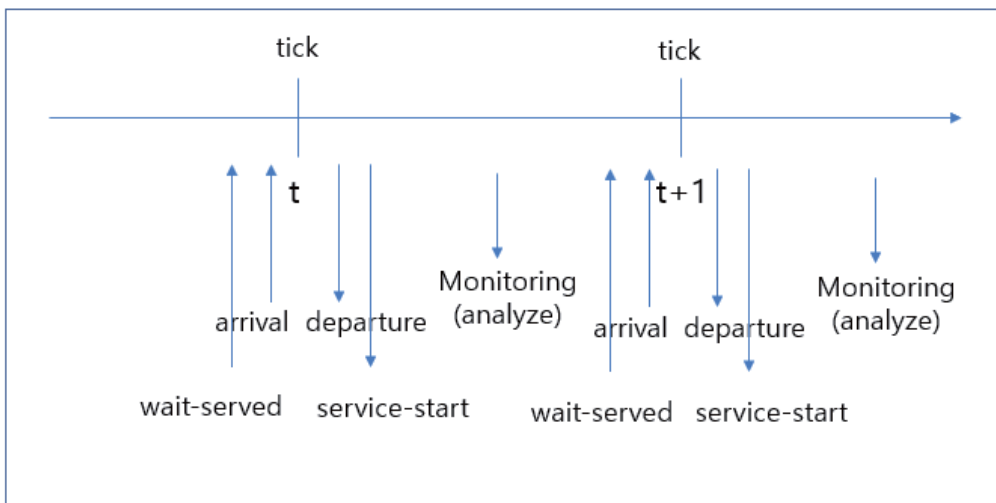 tick
tick
t
t+1
Monitoring
(analyze)
Monitoring
(analyze)
arrival
departure
arrival
departure
wait-served
service-start
wait-served
service-start